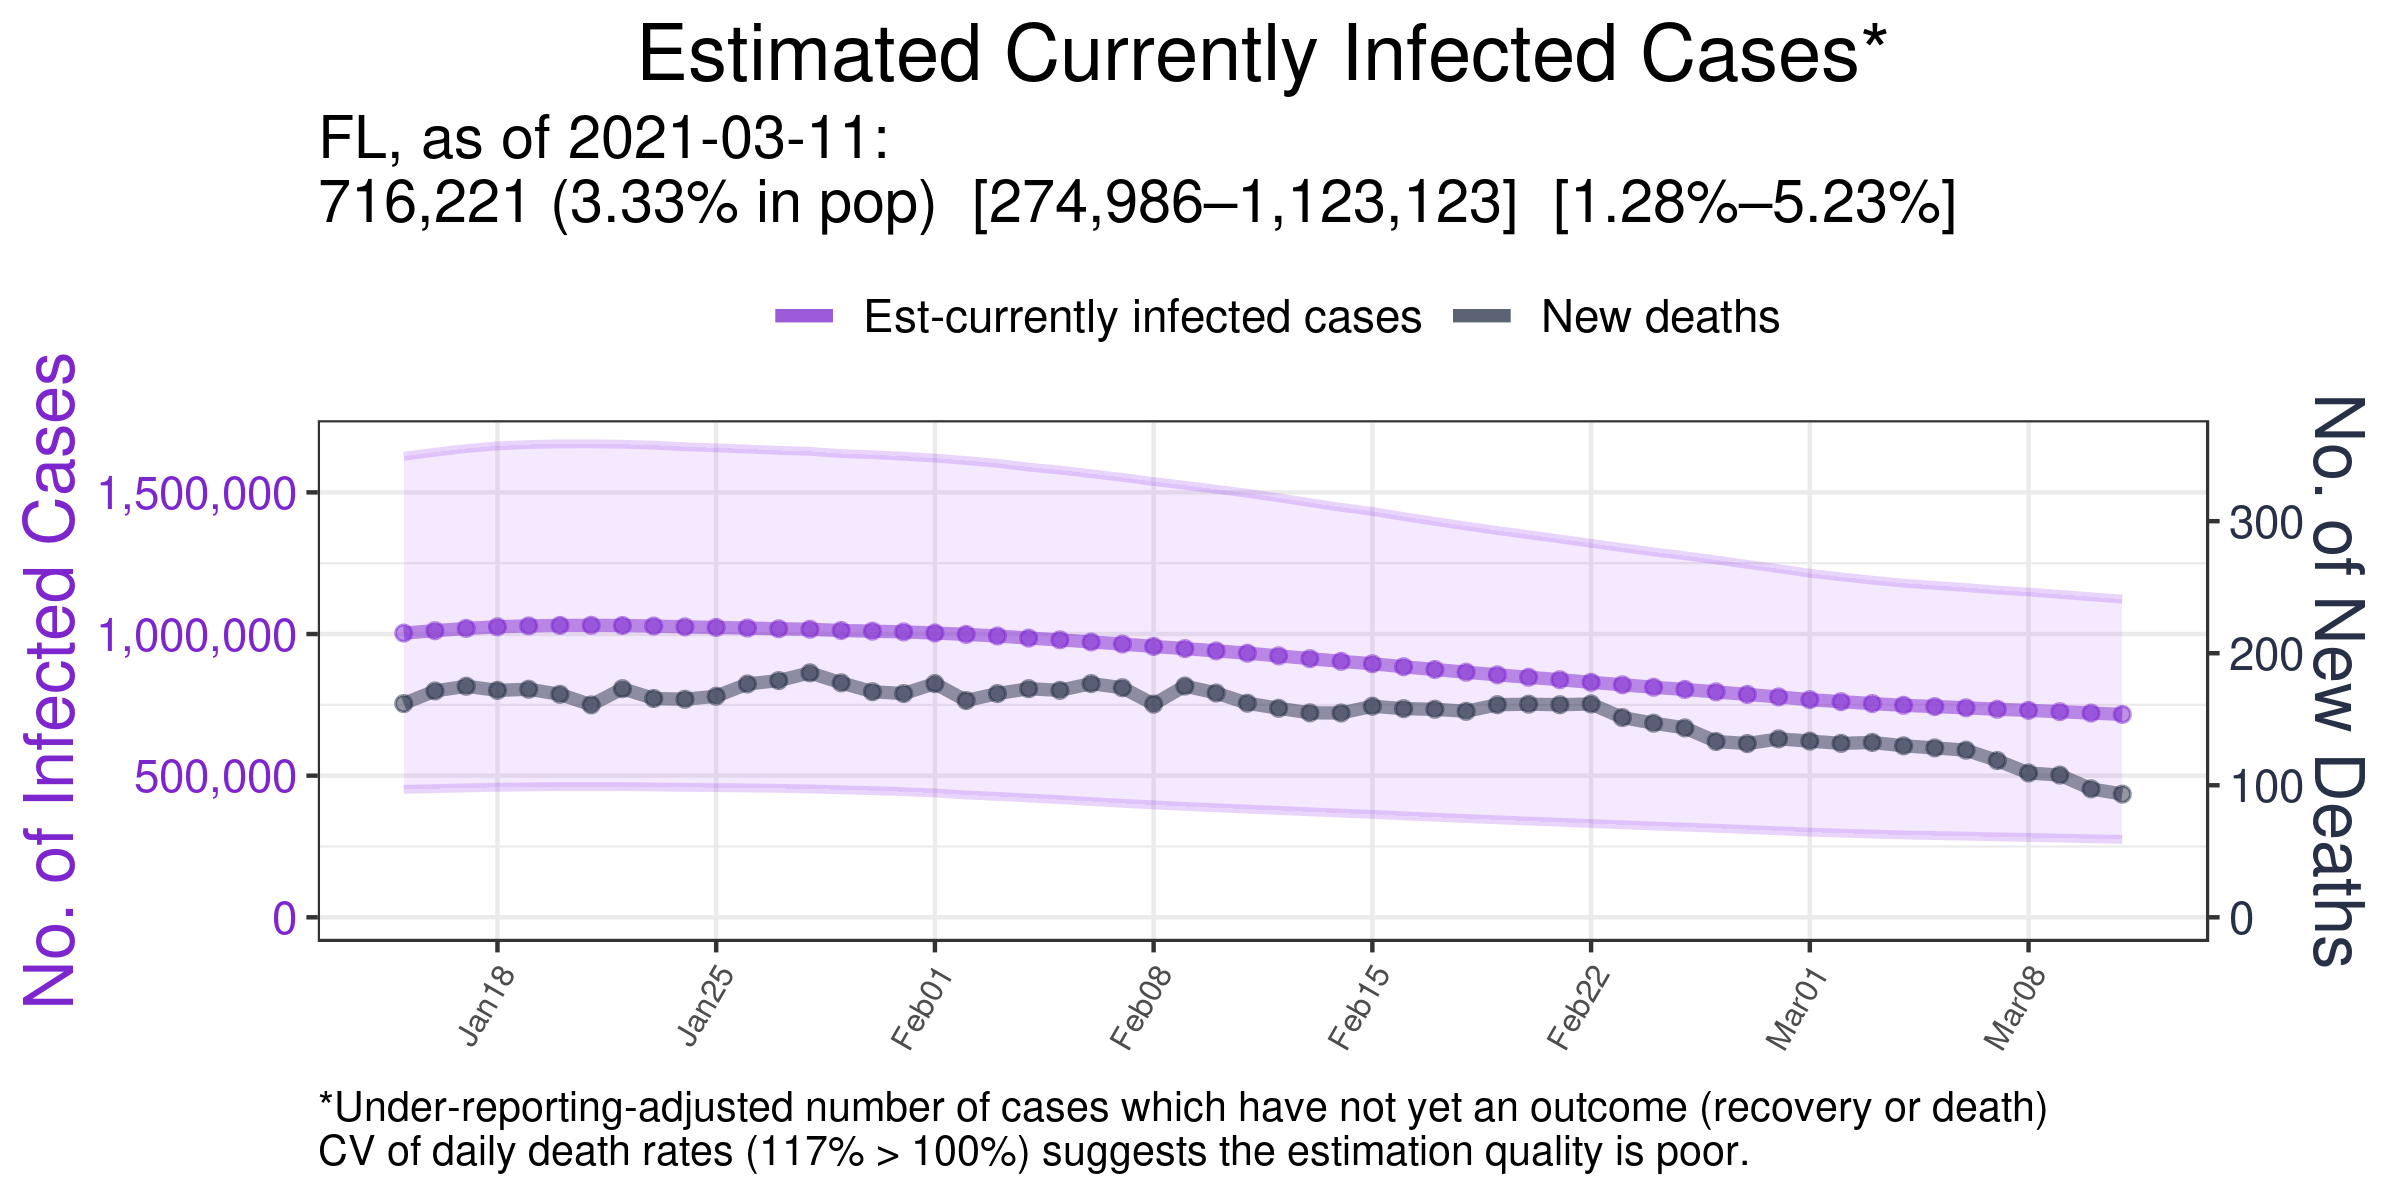 Estimated Currently Infected Cases*
FL, as of 2021-03-11:
716,221 (3.33% in pop)  [274,986–1,123,123]  [1.28%–5.23%]
Est-currently infected cases
New deaths
No. of Infected Cases
1,500,000
1,000,000
500,000
0
300
200
100
0
No. of New Deaths
Jan18
Jan25
Feb01
Feb08
Feb15
Feb22
Mar01
Mar08
*Under-reporting-adjusted number of cases which have not yet an outcome (recovery or death)
CV of daily death rates (117% > 100%) suggests the estimation quality is poor.